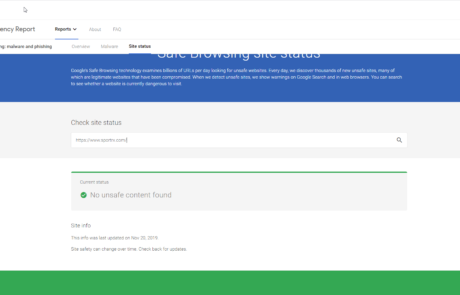 ency Report Reports About FAQ
ng: malware and phishing Overview Malware Site status
Safe Browsing site status
Google's Safe Browsing technology examines billions of URLs per day looking for unsafe websites. Every day, we discover thousands of new unsafe sites, many of
which are legitimate websites that have been compromised. When we detect unsafe sites, we show warnings on Google Search and in web browsers. You can search
to see whether a website is currently dangerous to visit.
Check site status
Current status
No unsafe content found
Site info
This info was last updated on Nov 20, 2019.
Site safety can change over time. Check back for updates.